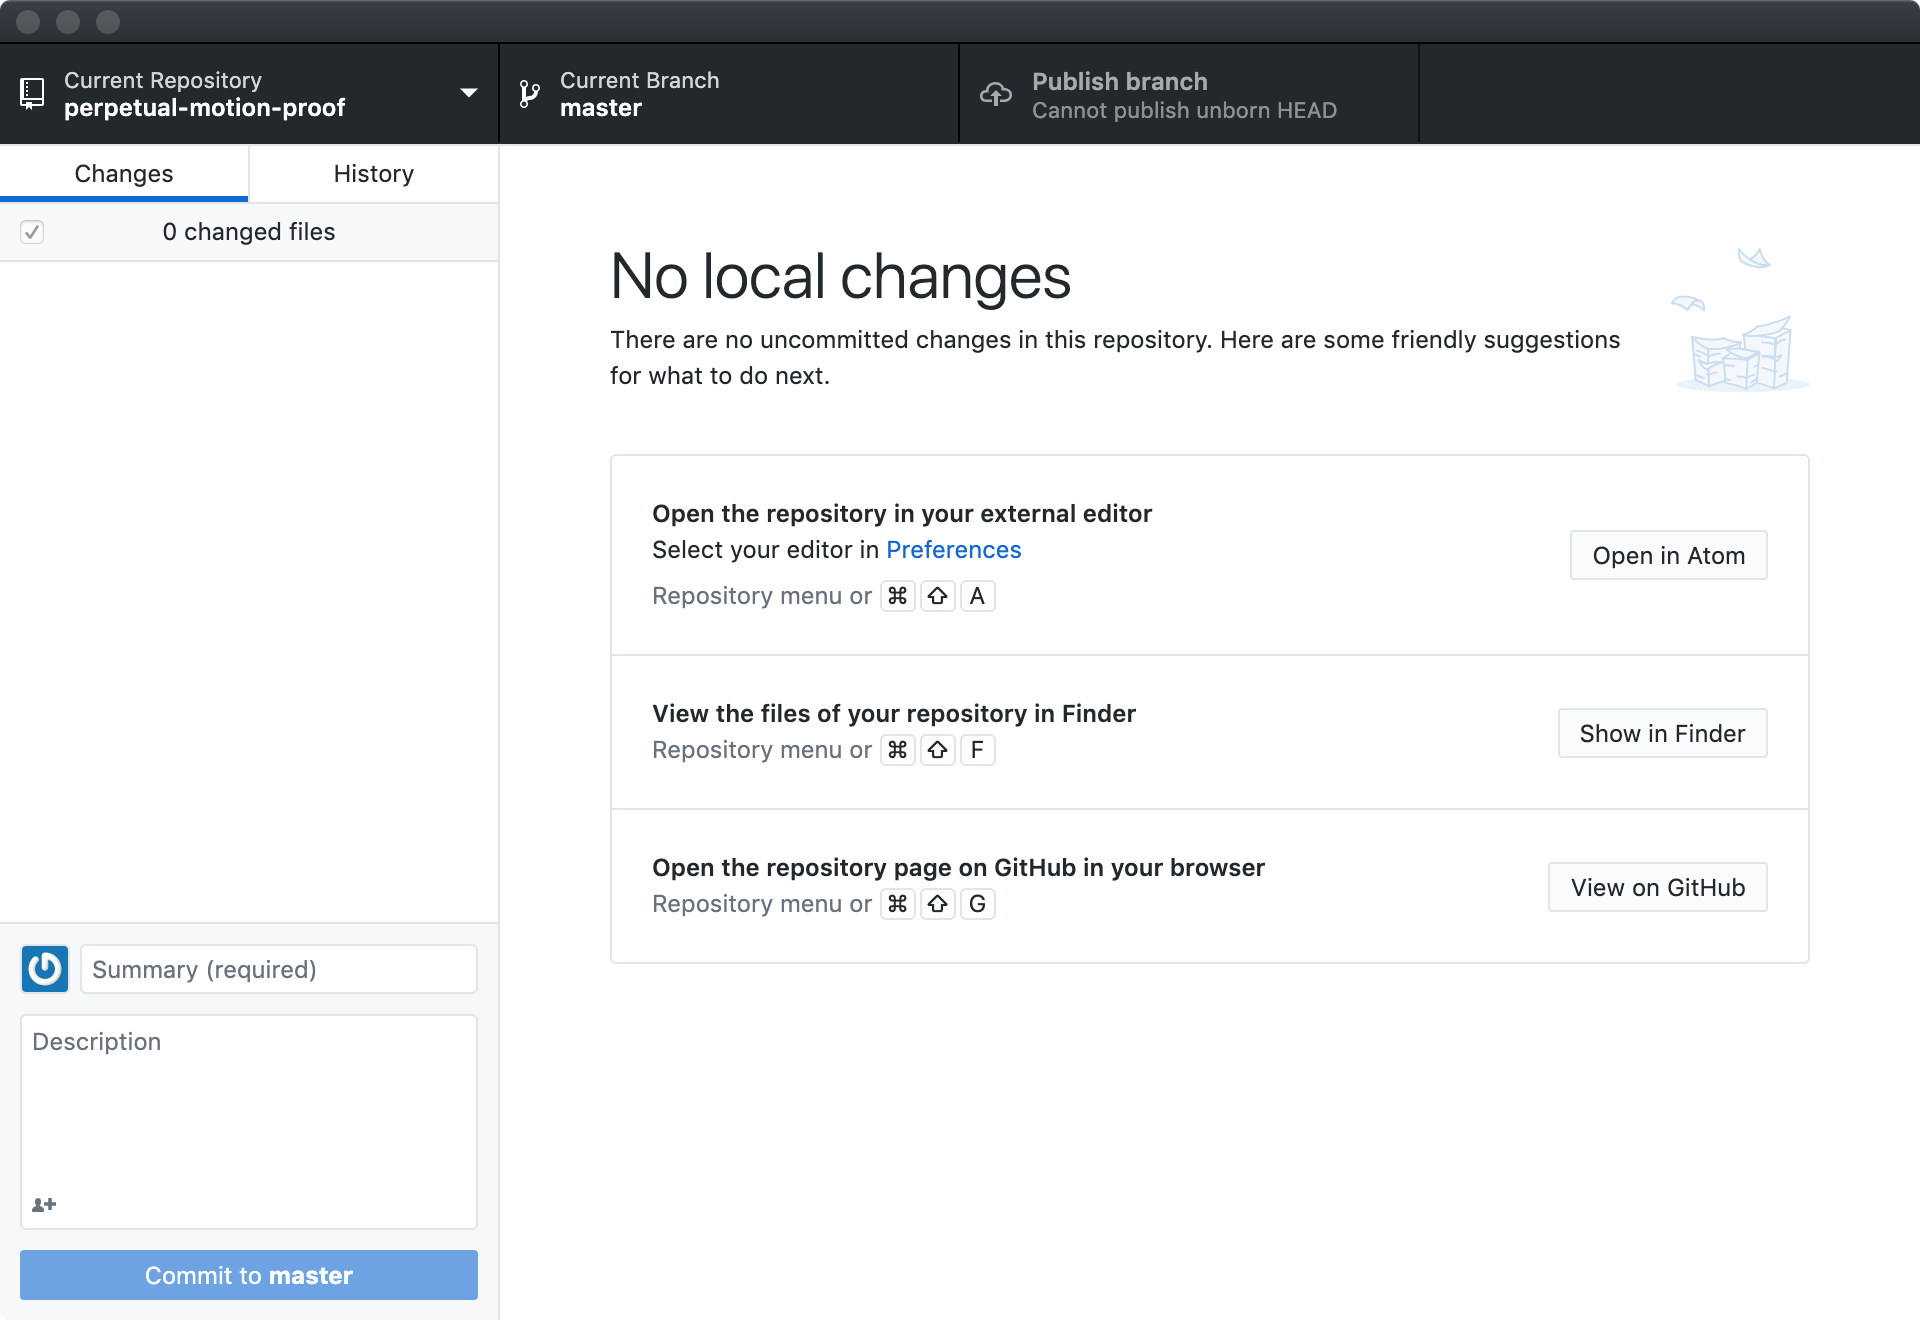 Current Repository
perpetual-motion-proof
Current Branch
master
Publish branch
Cannot publish unborn HEAD
Changes
History
0 changed files
No local changes
There are no uncommitted changes in this repository. Here are some friendly suggestions
for what to do next.
Open the repository in your external editor
Select your editor in Preferences
Repository menu or ⌘ ⇧ A
Open in Atom
View the files of your repository in Finder
Repository menu or ⌘ ⇧ F
Show in Finder
Open the repository page on GitHub in your browser
Repository menu or ⌘ ⇧ G
View on GitHub
Summary (required)
Description
Commit to master